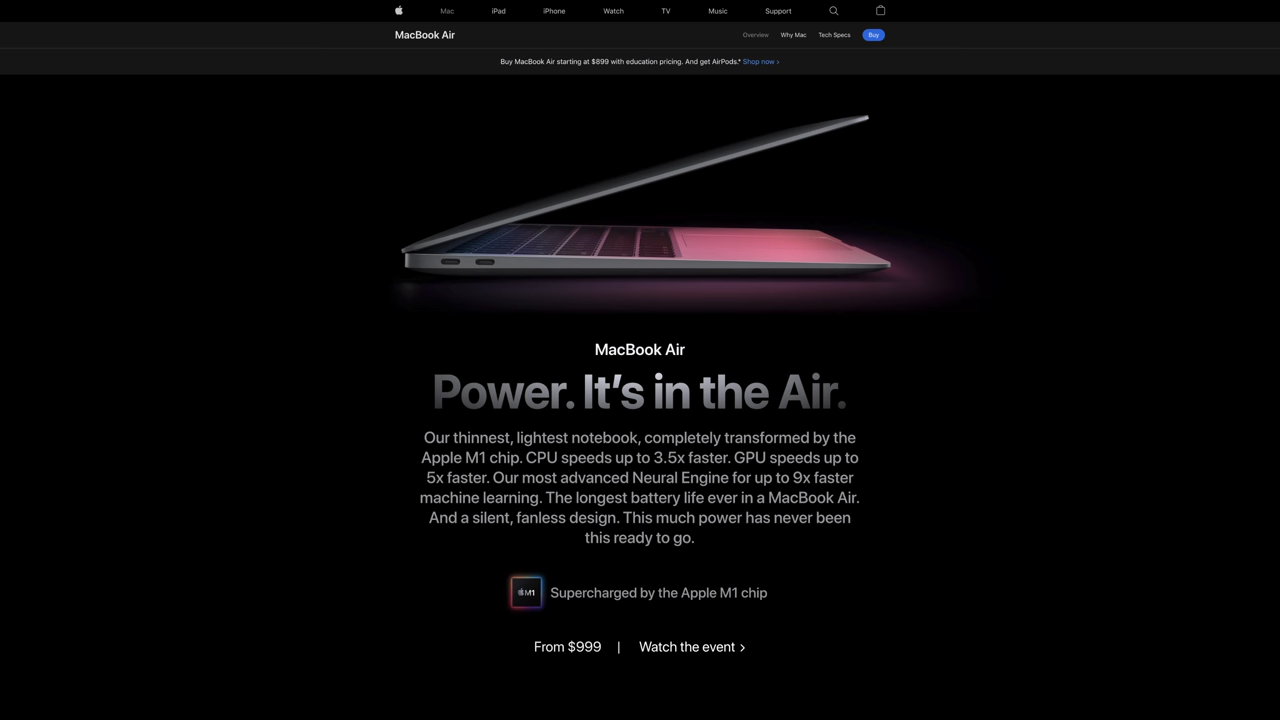 Mac iPad iPhone Watch TV Music Support
MacBook Air Overview Why Mac Tech Specs Buy
Buy MacBook Air starting at $899 with education pricing. And get AirPods.* Shop now ›
MacBook Air
Power. It’s in the Air.
Our thinnest, lightest notebook, completely transformed by the
Apple M1 chip. CPU speeds up to 3.5x faster. GPU speeds up to
5x faster. Our most advanced Neural Engine for up to 9x faster
machine learning. The longest battery life ever in a MacBook Air.
And a silent, fanless design. This much power has never been
this ready to go.
M1 Supercharged by the Apple M1 chip
From $999 | Watch the event ›